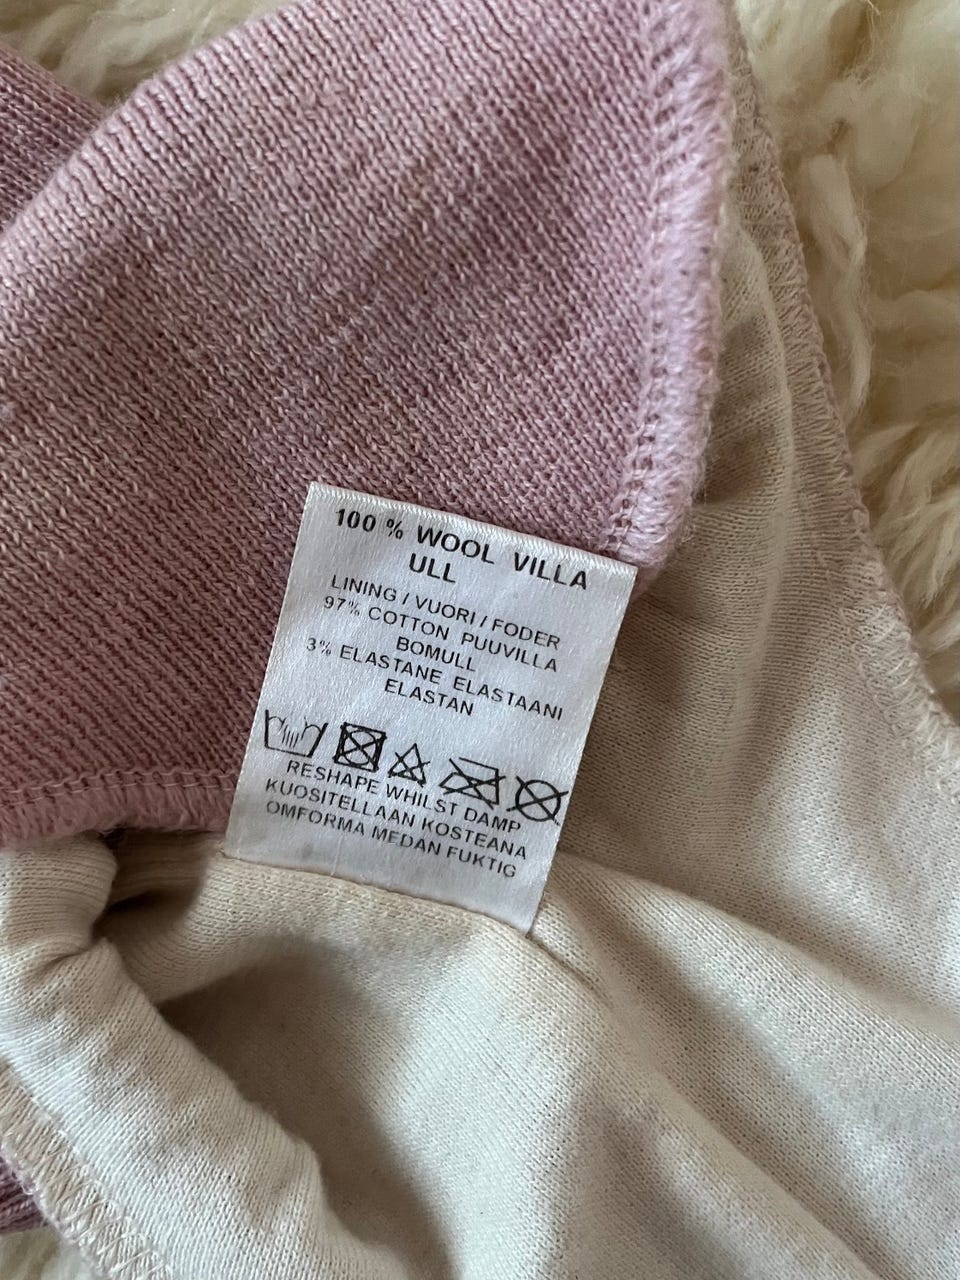 100 % WOOL VILLA
ULL
LINING / VUORI / FODER
97% COTTON PUUVILLA
BOMULL
3% ELASTANE ELASTAANI
ELASTAN
RESHAPE WHILST DAMP
KUOSITELLAAN KOSTEANA
OMFORMA MEDAN FUKTIG